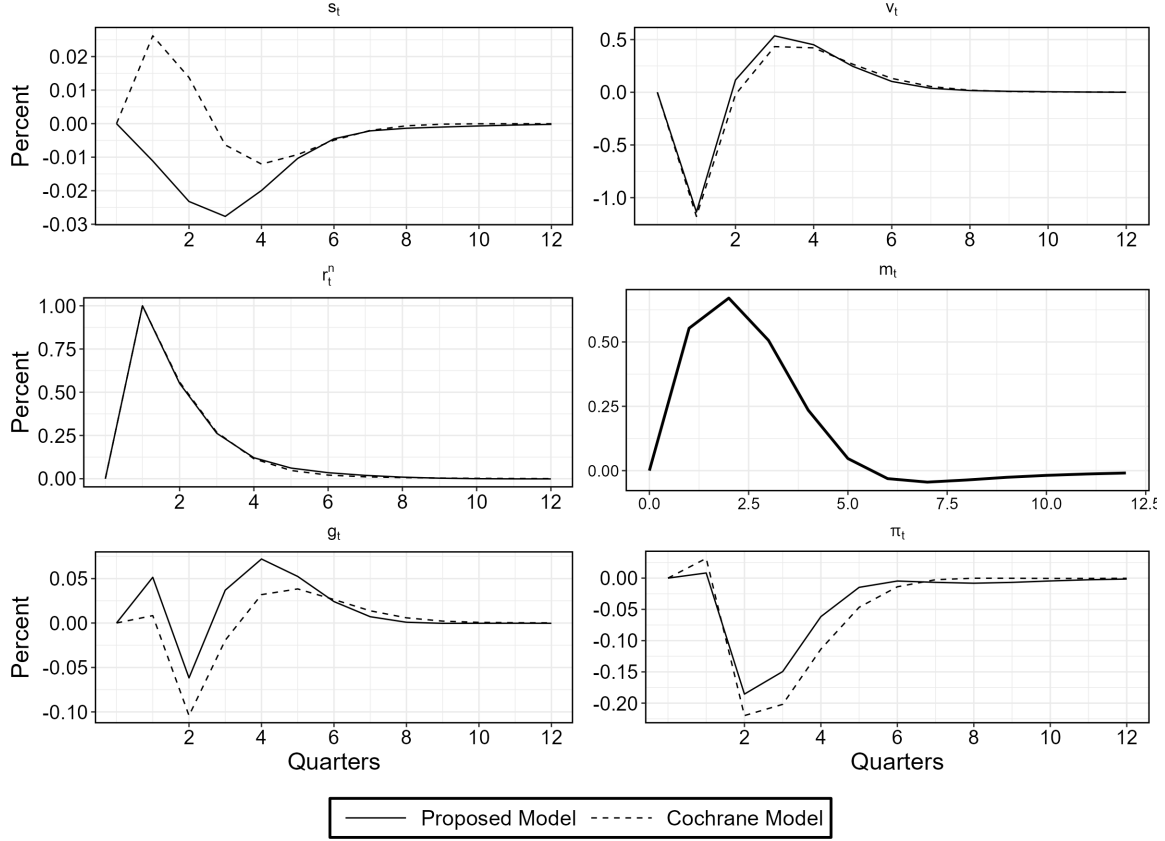 s_t
v_t
0.02
0.01
0.00
-0.01
-0.02
-0.03
Percent
2 4 6 8 10 12
0.5
0.0
-0.5
-1.0
2 4 6 8 10 12
r_t^n
m_t
1.00
0.75
0.50
0.25
0.00
Percent
2 4 6 8 10 12
0.50
0.25
0.00
0.0 2.5 5.0 7.5 10.0 12.5
g_t
π_t
0.05
0.00
-0.05
-0.10
Percent
2 4 6 8 10 12
Quarters
0.00
-0.05
-0.10
-0.15
-0.20
2 4 6 8 10 12
Quarters
Proposed Model Cochrane Model